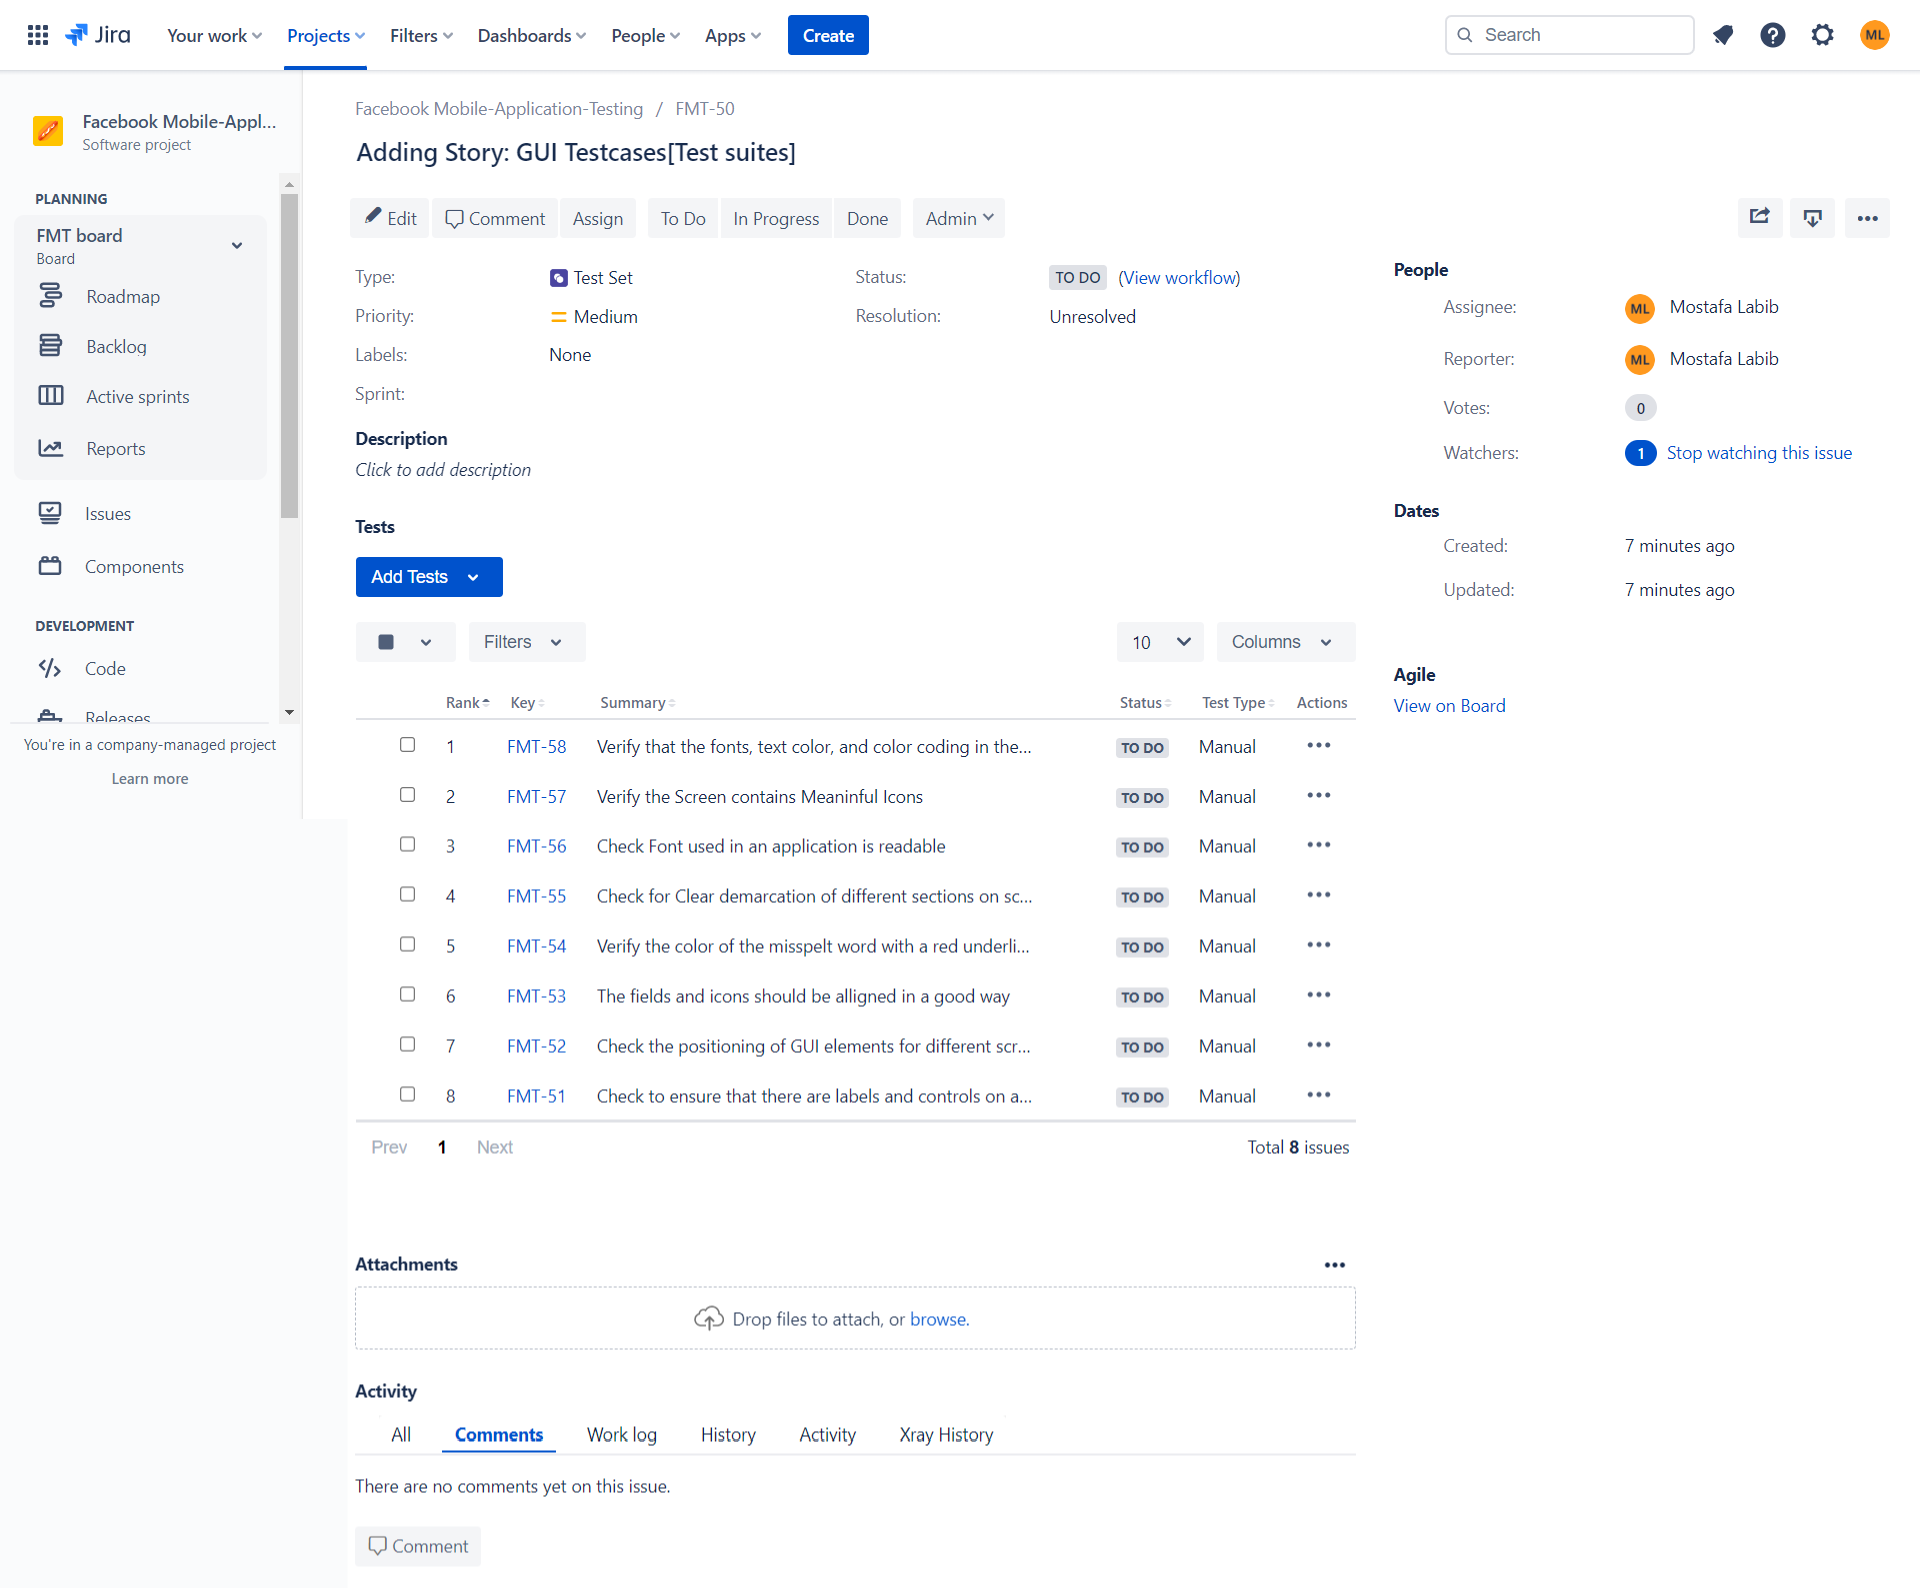 Jira
Your work
Projects
Filters
Dashboards
People
Apps
Create
Search
ML
Facebook Mobile-Appl...
Software project
PLANNING
FMT board
Board
Roadmap
Backlog
Active sprints
Reports
Issues
Components
DEVELOPMENT
Code
Releases
You're in a company-managed project
Learn more
Facebook Mobile-Application-Testing / FMT-50
Adding Story: GUI Testcases[Test suites]
Edit
Comment
Assign
To Do
In Progress
Done
Admin
Type: Test Set
Status: TO DO (View workflow)
Priority: Medium
Resolution: Unresolved
Labels: None
Sprint:
Description
Click to add description
Tests
Add Tests
Filters
10
Columns
Rank Key Summary Status Test Type Actions
1 FMT-58 Verify that the fonts, text color, and color coding in the... TO DO Manual
2 FMT-57 Verify the Screen contains Meaninful Icons TO DO Manual
3 FMT-56 Check Font used in an application is readable TO DO Manual
4 FMT-55 Check for Clear demarcation of different sections on sc... TO DO Manual
5 FMT-54 Verify the color of the misspelt word with a red underli... TO DO Manual
6 FMT-53 The fields and icons should be alligned in a good way TO DO Manual
7 FMT-52 Check the positioning of GUI elements for different scr... TO DO Manual
8 FMT-51 Check to ensure that there are labels and controls on a... TO DO Manual
Prev 1 Next
Total 8 issues
Attachments
Drop files to attach, or browse.
Activity
All
Comments
Work log
History
Activity
Xray History
There are no comments yet on this issue.
Comment
People
Assignee: ML Mostafa Labib
Reporter: ML Mostafa Labib
Votes: 0
Watchers: 1 Stop watching this issue
Dates
Created: 7 minutes ago
Updated: 7 minutes ago
Agile
View on Board